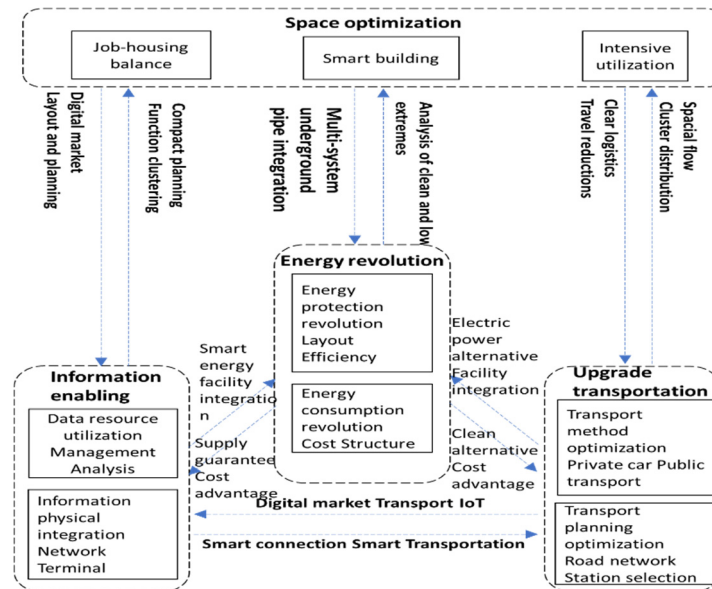 Space optimization
Job-housing
balance
Smart building
Intensive
utilization
Digital market
Layout and planning
Compact planning
Function clustering
Multi-system
underground
pipe integration
Analysis of clean and low
extremes
Clear logistics
Travel reductions
Spacial flow
Cluster distribution
Energy revolution
Energy
protection
revolution
Layout
Efficiency
Energy
consumption
revolution
Cost Structure
Smart
energy
facility
integratio
n
Supply
guarantee
Cost
advantage
Electric
power
alternative
Facility
integration
Clean
alternative
Cost
advantage
Information
enabling
Data resource
utilization
Management
Analysis
Information
physical
integration
Network
Terminal
Upgrade
transportation
Transport
method
optimization
Private car Public
transport
Transport
planning
optimization
Road network
Station selection
Digital market Transport IoT
Smart connection Smart Transportation